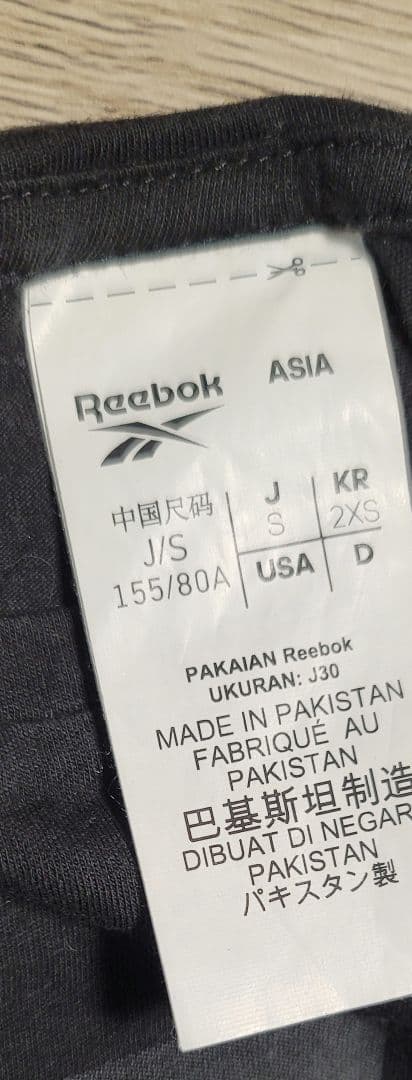 Reebok ASIA
中国尺码 J KR
J/S S 2XS
155/80A USA D
PAKAIAN Reebok
UKURAN: J30
MADE IN PAKISTAN
FABRIQUÉ AU
PAKISTAN
巴基斯坦制造
DIBUAT DI NEGAR
PAKISTAN
パキスタン製